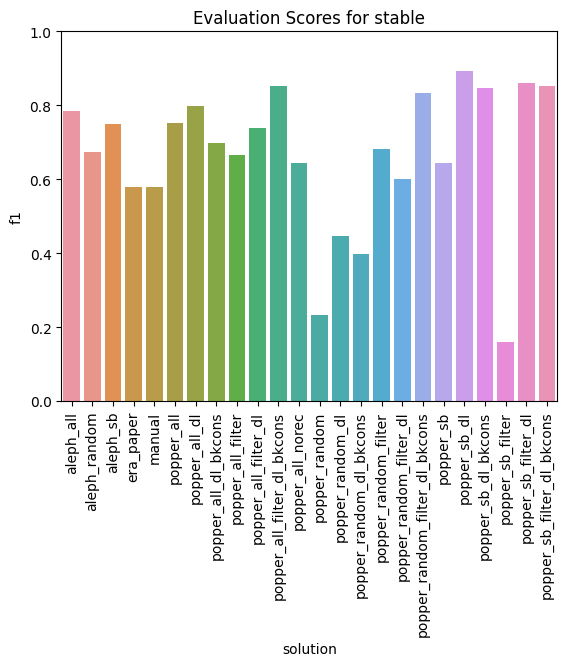 Evaluation Scores for stable
f1
1.0
0.8
0.6
0.4
0.2
0.0
aleph_all
aleph_random
aleph_sb
era_paper
manual
popper_all
popper_all_dl
popper_all_dl_bkcons
popper_all_filter
popper_all_filter_dl
popper_all_filter_dl_bkcons
popper_all_norec
popper_random
popper_random_dl
popper_random_dl_bkcons
popper_random_filter
popper_random_filter_dl
popper_random_filter_dl_bkcons
popper_sb
popper_sb_dl
popper_sb_dl_bkcons
popper_sb_filter
popper_sb_filter_dl
popper_sb_filter_dl_bkcons
solution